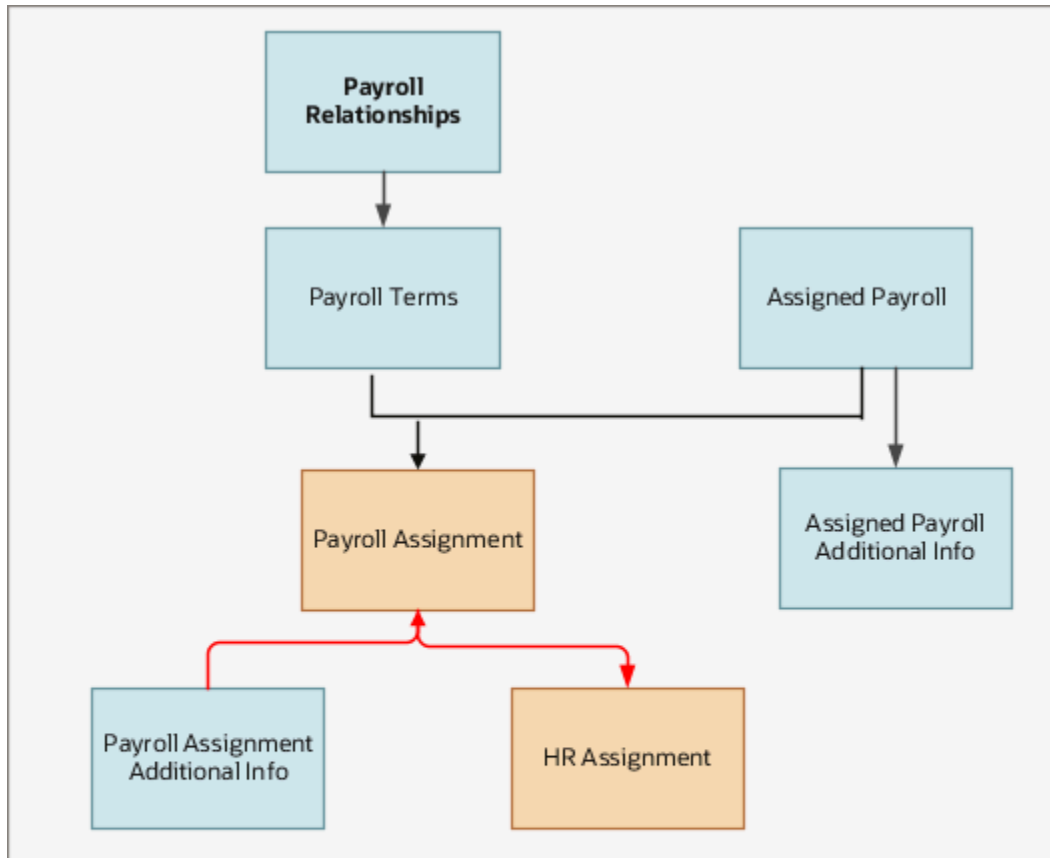 Payroll
Relationships
Payroll Terms
Assigned Payroll
Payroll Assignment
Assigned Payroll
Additional Info
Payroll Assignment
Additional Info
HR Assignment